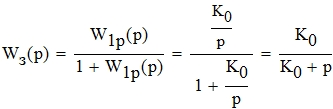 W₃(p) = W₁ₚ(p) / (1 + W₁ₚ(p)) = (K₀/p) / (1 + K₀/p) = K₀ / (K₀ + p)